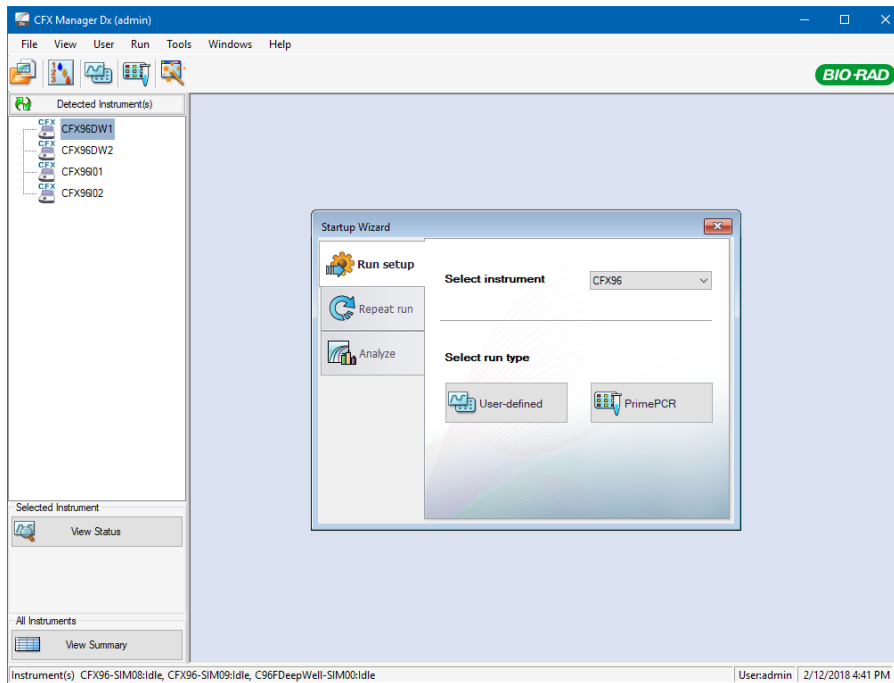 CFX Manager Dx (admin)
File View User Run Tools Windows Help
BIO-RAD
Detected Instrument(s)
CFX CFX96DW1
CFX CFX96DW2
CFX CFX96I01
CFX CFX96I02
Startup Wizard
Run setup
Repeat run
Analyze
Select instrument CFX96
Select run type
User-defined PrimePCR
Selected Instrument
View Status
All Instruments
View Summary
Instrument(s) CFX96-SIM08:Idle, CFX96-SIM09:Idle, C96FDeepWell-SIM00:Idle User:admin 2/12/2018 4:41 PM